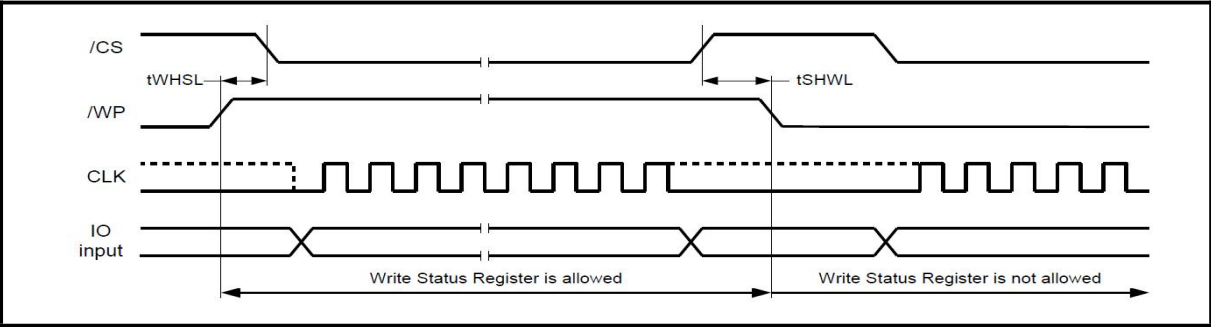 /CS
tWHSL
tSHWL
/WP
CLK
IO
input
Write Status Register is allowed
Write Status Register is not allowed